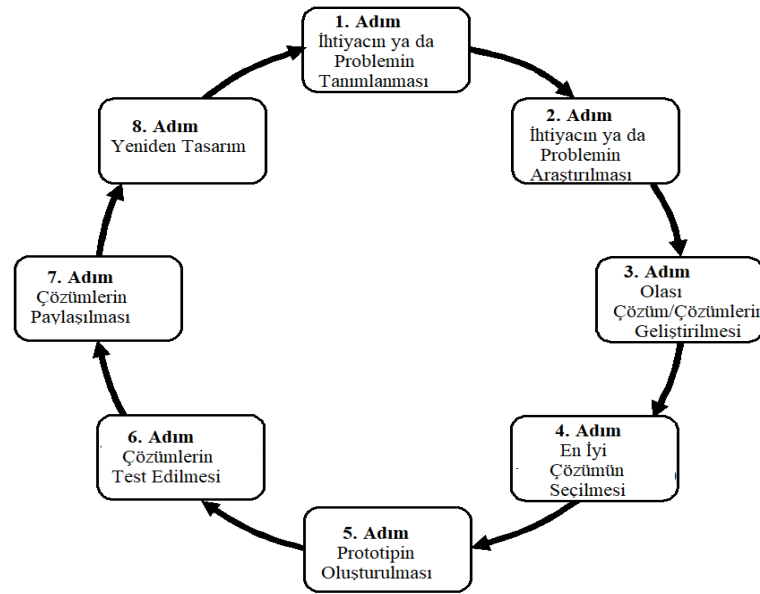 1. Adım
İhtiyacın ya da
Problemin
Tanımlanması
2. Adım
İhtiyacın ya da
Problemin
Araştırılması
3. Adım
Olası
Çözüm/Çözümlerin
Geliştirilmesi
4. Adım
En İyi
Çözümün
Seçilmesi
5. Adım
Prototipin
Oluşturulması
6. Adım
Çözümlerin
Test Edilmesi
7. Adım
Çözümlerin
Paylaşılması
8. Adım
Yeniden Tasarım